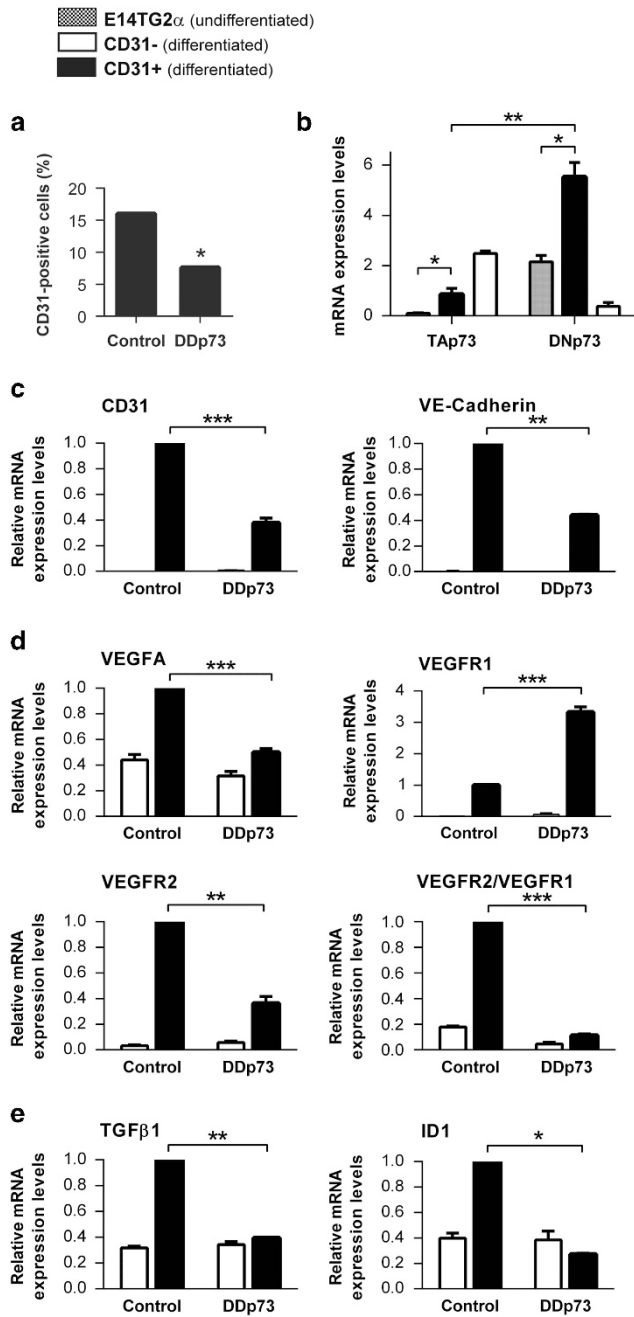 E14TG2α (undifferentiated)
CD31- (differentiated)
CD31+ (differentiated)
a
CD31-positive cells (%)
20
15
10
5
0
*
Control DDp73
b
mRNA expression levels
6
4
2
0
*
**
*
TAp73 DNp73
c
CD31
Relative mRNA
expression levels
1.0
0.8
0.6
0.4
0.2
0.0
***
Control DDp73
VE-Cadherin
Relative mRNA
expression levels
1.0
0.8
0.6
0.4
0.2
0.0
**
Control DDp73
d
VEGFA
Relative mRNA
expression levels
1.0
0.8
0.6
0.4
0.2
0.0
***
Control DDp73
VEGFR1
Relative mRNA
expression levels
4
3
2
1
0
***
Control DDp73
VEGFR2
Relative mRNA
expression levels
1.0
0.8
0.6
0.4
0.2
0.0
**
Control DDp73
VEGFR2/VEGFR1
Relative mRNA
expression levels
1.0
0.8
0.6
0.4
0.2
0.0
***
Control DDp73
e
TGFβ1
Relative mRNA
expression levels
1.0
0.8
0.6
0.4
0.2
0.0
**
Control DDp73
ID1
Relative mRNA
expression levels
1.0
0.8
0.6
0.4
0.2
0.0
*
Control DDp73